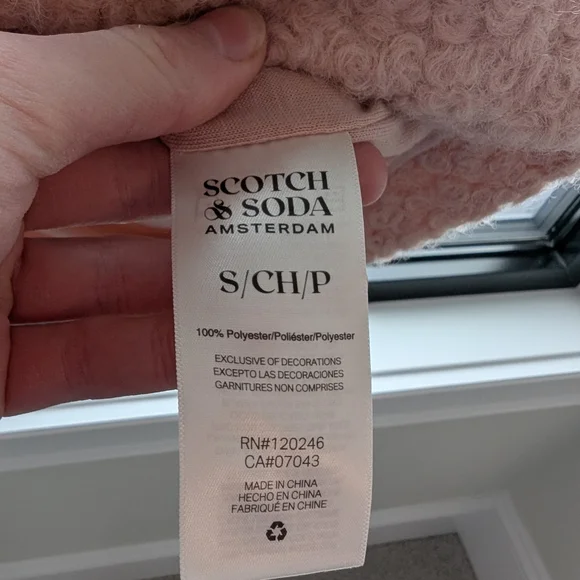 SCOTCH
& SODA
AMSTERDAM
S/CH/P
100% Polyester/Poliéster/Polyester
EXCLUSIVE OF DECORATIONS
EXCEPTO LAS DECORACIONES
GARNITURES NON COMPRISES
RN#120246
CA#07043
MADE IN CHINA
HECHO EN CHINA
FABRIQUÉ EN CHINE